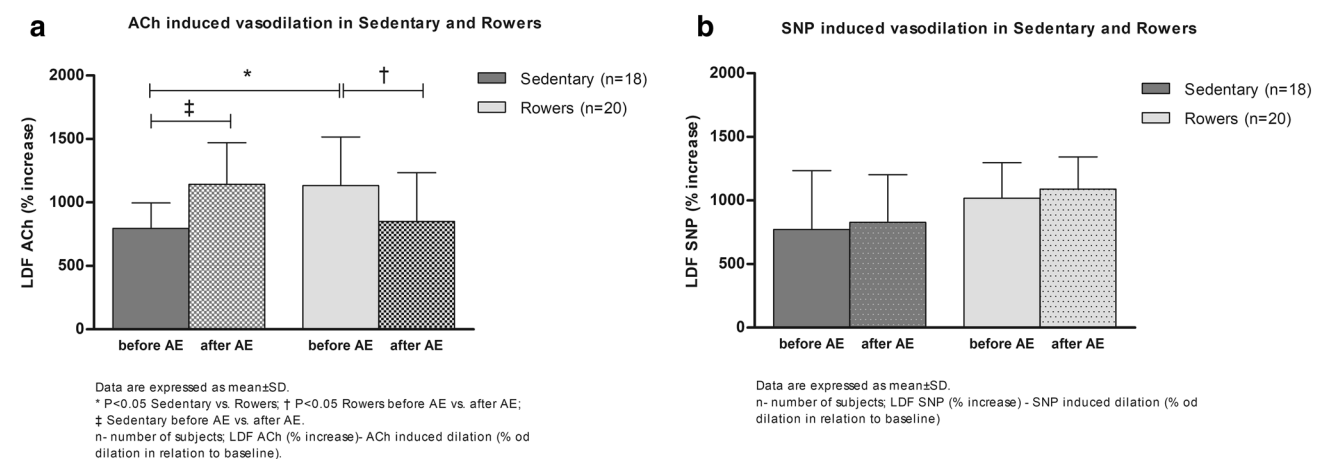 a
ACh induced vasodilation in Sedentary and Rowers
LDF ACh (% increase)
2000
1500
1000
500
0
*
†
‡
Sedentary (n=18)
Rowers (n=20)
before AE after AE before AE after AE
Data are expressed as mean±SD.
* P<0.05 Sedentary vs. Rowers; † P<0.05 Rowers before AE vs. after AE;
‡ Sedentary before AE vs. after AE.
n- number of subjects; LDF ACh (% increase)- ACh induced dilation (% od
dilation in relation to baseline).
b
SNP induced vasodilation in Sedentary and Rowers
LDF SNP (% increase)
2000
1500
1000
500
0
Sedentary (n=18)
Rowers (n=20)
before AE after AE before AE after AE
Data are expressed as mean±SD.
n- number of subjects; LDF SNP (% increase) - SNP induced dilation (% od
dilation in relation to baseline)